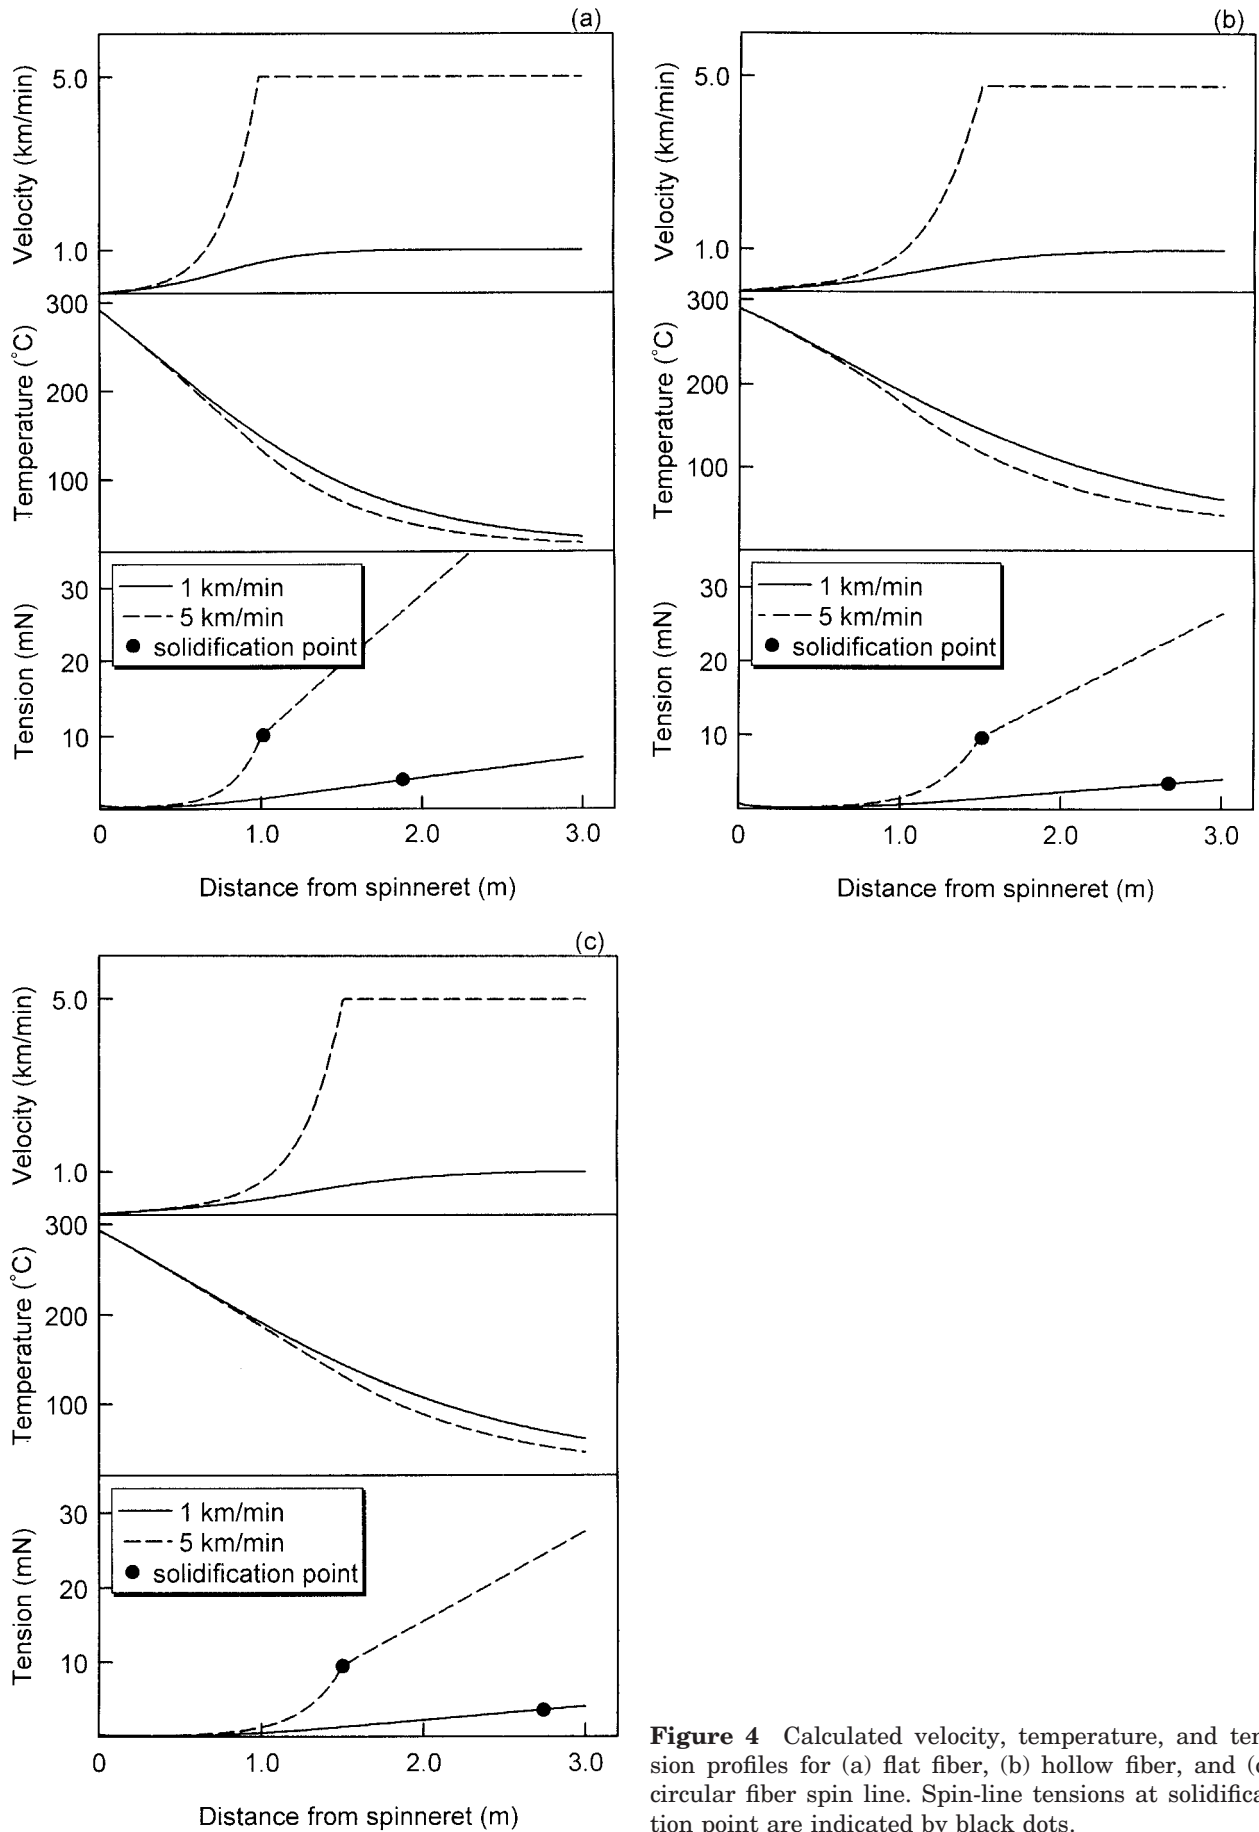 (a)
Velocity (km/min)
5.0
1.0
Temperature (°C)
300
200
100
Tension (mN)
30
20
10
1 km/min
5 km/min
solidification point
0 1.0 2.0 3.0
Distance from spinneret (m)
(b)
Velocity (km/min)
5.0
1.0
Temperature (°C)
300
200
100
Tension (mN)
30
20
10
1 km/min
5 km/min
solidification point
0 1.0 2.0 3.0
Distance from spinneret (m)
(c)
Velocity (km/min)
5.0
1.0
Temperature (°C)
300
200
100
Tension (mN)
30
20
10
1 km/min
5 km/min
solidification point
0 1.0 2.0 3.0
Distance from spinneret (m)
Figure 4 Calculated velocity, temperature, and ten-
sion profiles for (a) flat fiber, (b) hollow fiber, and (c
circular fiber spin line. Spin-line tensions at solidifica-
tion point are indicated by black dots.